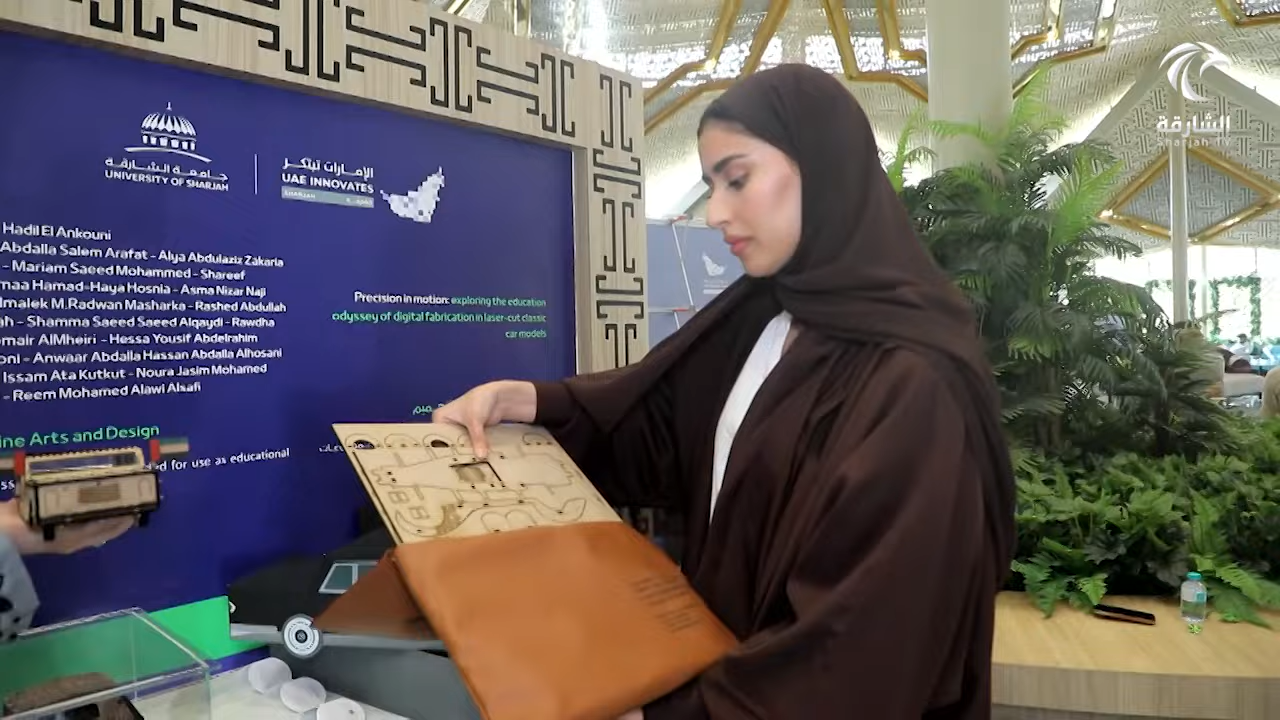 الشارقة
Sharjah TV
جامعة الشارقة
UNIVERSITY OF SHARJAH
الإمارات تبتكر
UAE INNOVATES
SHARJAH
Hadil El Ankouni
Abdalla Salem Arafat - Alya Abdulaziz Zakaria
- Mariam Saeed Mohammed - Shareef
maa Hamad-Haya Hosnia - Asma Nizar Naji
lmalek M.Radwan Masharka - Rashed Abdullah
ah - Shamma Saeed Saeed Alqaydi - Rawdha
omair AlMheiri - Hessa Yousif Abdelrahim
oni - Anwaar Abdalla Hassan Abdalla Alhosani
Issam Ata Kutkut - Noura Jasim Mohamed
- Reem Mohamed Alawi Alsafi
Precision in motion: exploring the education
odyssey of digital fabrication in laser-cut classic
car models
ine Arts and Design
d for use as educational